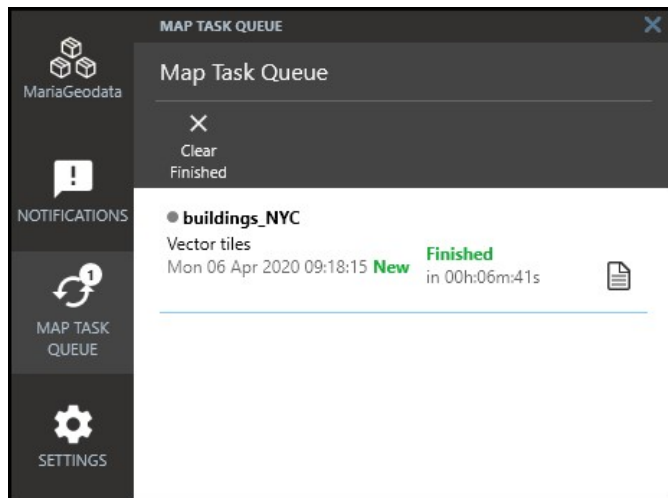 MariaGeodata
NOTIFICATIONS
1
MAP TASK
QUEUE
SETTINGS
MAP TASK QUEUE
Map Task Queue
Clear
Finished
buildings_NYC
Vector tiles
Mon 06 Apr 2020 09:18:15 New
Finished
in 00h:06m:41s